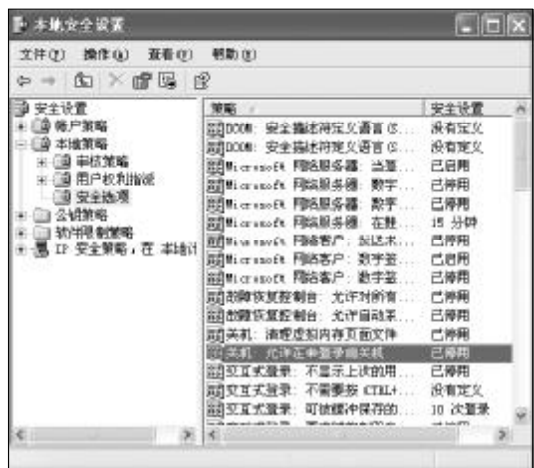 本地安全设置
文件(F) 操作(A) 查看(V) 帮助(H)
安全设置
帐户策略
本地策略
审核策略
用户权利指派
安全选项
公钥策略
软件限制策略
IP 安全策略，在 本地计
策略 安全设置
DCOM: 安全描述符定义语言(S... 没有定义
DCOM: 安全描述符定义语言(S... 没有定义
Microsoft 网络服务器: 当登... 已启用
Microsoft 网络服务器: 数字... 已停用
Microsoft 网络服务器: 数字... 已停用
Microsoft 网络服务器: 在挂... 15 分钟
Microsoft 网络客户: 发送未... 已停用
Microsoft 网络客户: 数字签... 已启用
Microsoft 网络客户: 数字签... 已停用
故障恢复控制台: 允许对所有... 已停用
故障恢复控制台: 允许自动系... 已停用
关机: 清理虚拟内存页面文件 已停用
关机: 允许在未登录前关机 已停用
交互式登录: 不显示上次的用... 已停用
交互式登录: 不需要按 CTRL+... 没有定义
交互式登录: 可被缓冲保存的... 10 次登录